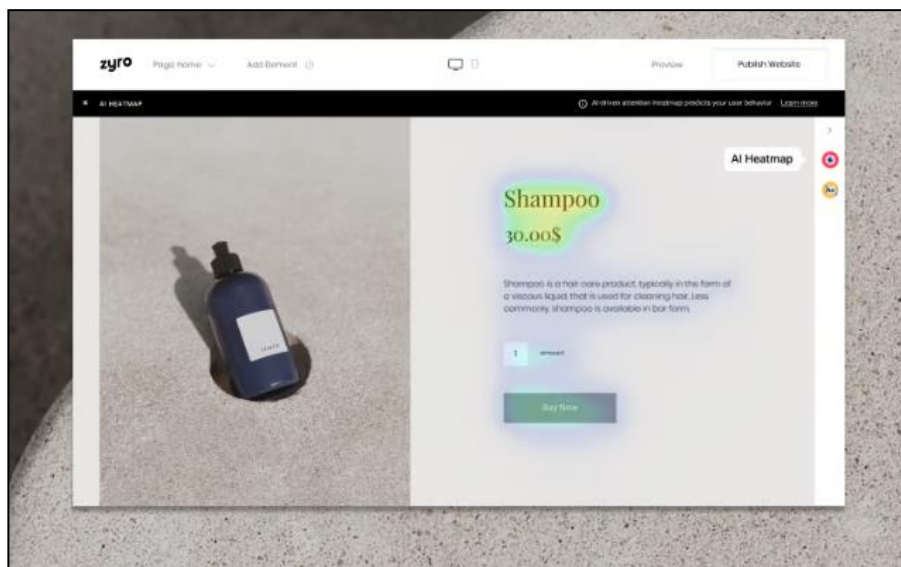 zyro Page: Home Add Element Preview Publish Website
× AI HEATMAP AI driven attention heatmap predicts your user behavior Learn more
AI Heatmap
Shampoo
30.00$
Shampoo is a hair care product, typically in the form of
a viscous liquid, that is used for cleaning hair. Less
commonly, shampoo is available in bar form.
1 amount
Buy Now